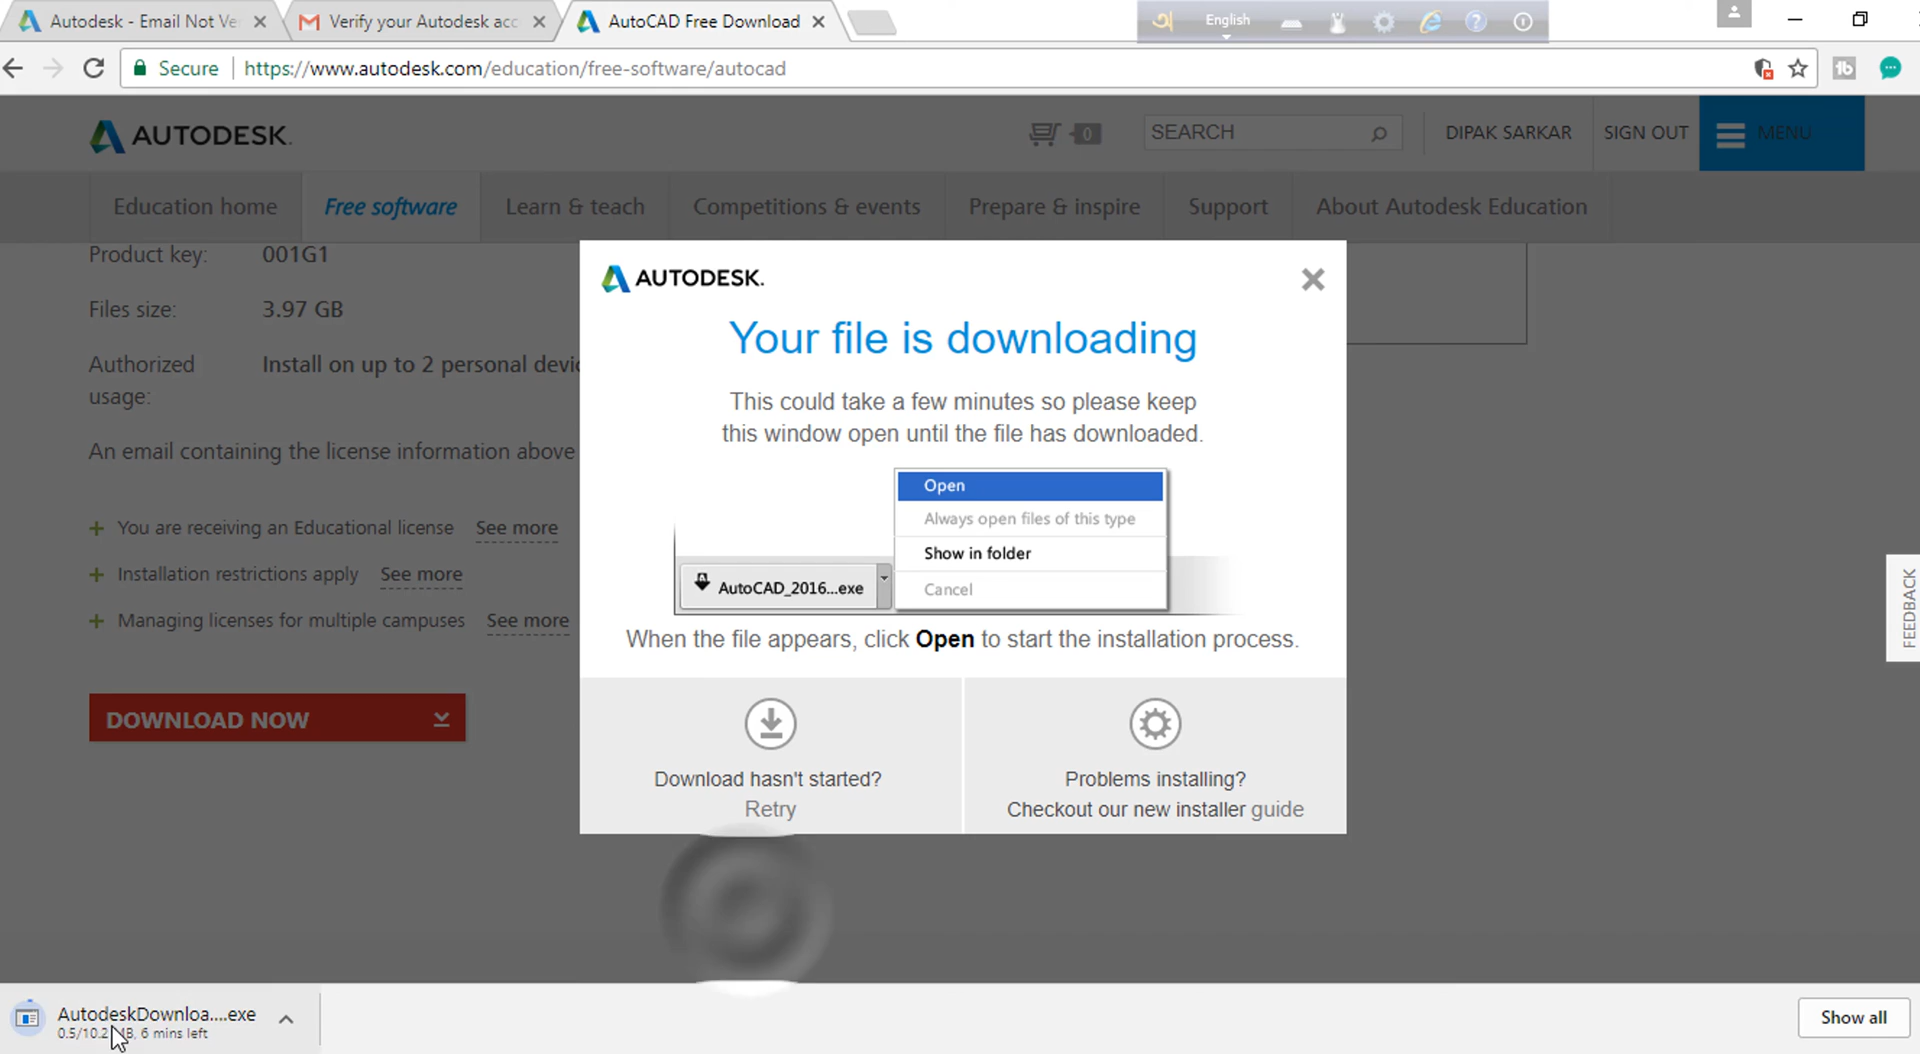 Autodesk - Email Not Ve
Verify your Autodesk acc
AutoCAD Free Download
English
Secure
https://www.autodesk.com/education/free-software/autocad
AUTODESK.
0
SEARCH
DIPAK SARKAR
SIGN OUT
MENU
Education home
Free software
Learn & teach
Competitions & events
Prepare & inspire
Support
About Autodesk Education
Product key: 001G1
Files size: 3.97 GB
Authorized usage: Install on up to 2 personal devic
An email containing the license information above
+ You are receiving an Educational license See more
+ Installation restrictions apply See more
+ Managing licenses for multiple campuses See more
DOWNLOAD NOW
AUTODESK.
Your file is downloading
This could take a few minutes so please keep
this window open until the file has downloaded.
Open
Always open files of this type
Show in folder
Cancel
AutoCAD_2016...exe
When the file appears, click Open to start the installation process.
Download hasn't started?
Retry
Problems installing?
Checkout our new installer guide
FEEDBACK
AutodeskDownloa....exe
0.5/10.2 MB, 6 mins left
Show all